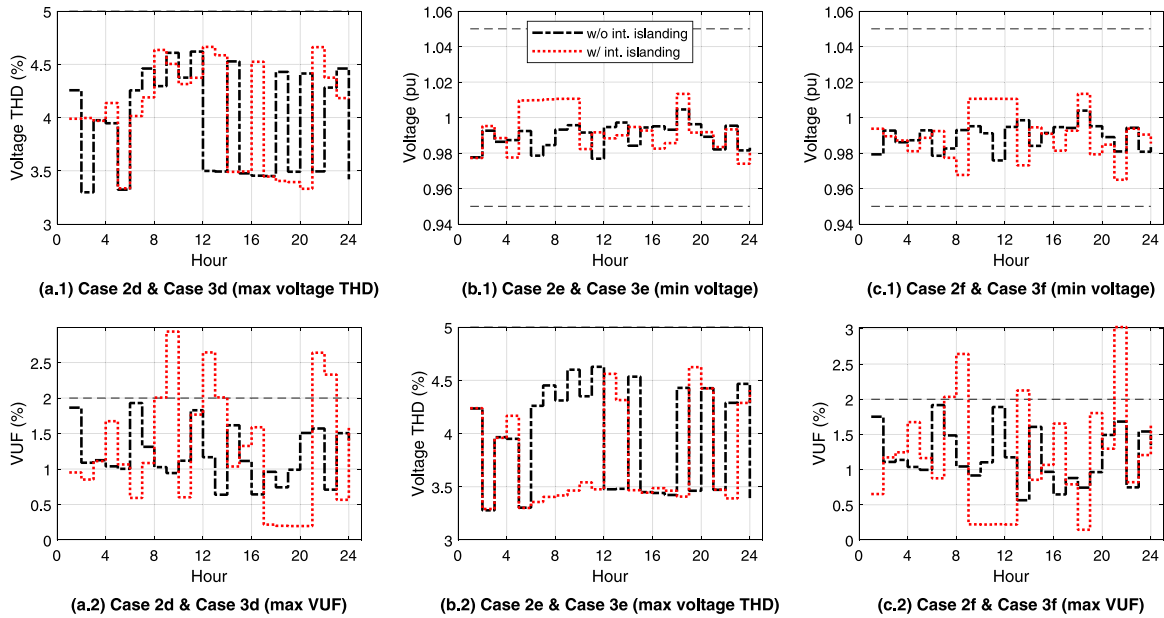 5
4.5
4
3.5
3
Voltage THD (%)
0 4 8 12 16 20 24
Hour
(a.1) Case 2d & Case 3d (max voltage THD)
1.06
1.04
1.02
1
0.98
0.96
0.94
Voltage (pu)
w/o int. islanding
w/ int. islanding
0 4 8 12 16 20 24
Hour
(b.1) Case 2e & Case 3e (min voltage)
1.06
1.04
1.02
1
0.98
0.96
0.94
Voltage (pu)
0 4 8 12 16 20 24
Hour
(c.1) Case 2f & Case 3f (min voltage)
2.5
2
1.5
1
0.5
0
VUF (%)
0 4 8 12 16 20 24
Hour
(a.2) Case 2d & Case 3d (max VUF)
5
4.5
4
3.5
3
Voltage THD (%)
0 4 8 12 16 20 24
Hour
(b.2) Case 2e & Case 3e (max voltage THD)
3
2.5
2
1.5
1
0.5
0
VUF (%)
0 4 8 12 16 20 24
Hour
(c.2) Case 2f & Case 3f (max VUF)